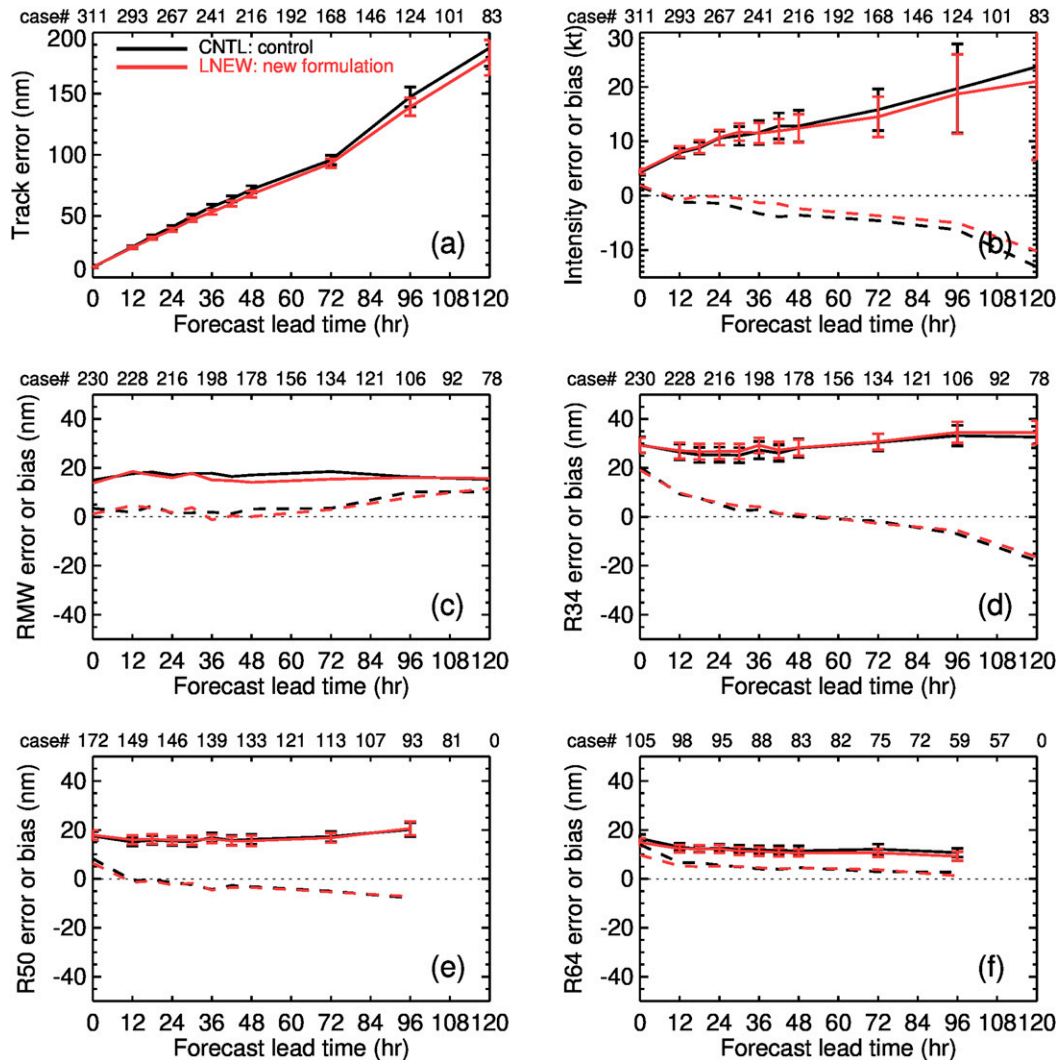 case# 311 293 267 241 216 192 168 146 124 101 83
200
150
100
50
0
Track error (nm)
CNTL: control
LNEW: new formulation
(a)
0 12 24 36 48 60 72 84 96 108 120
Forecast lead time (hr)
case# 311 293 267 241 216 192 168 146 124 101 83
30
20
10
0
-10
Intensity error or bias (kt)
(b)
0 12 24 36 48 60 72 84 96 108 120
Forecast lead time (hr)
case# 230 228 216 198 178 156 134 121 106 92 78
40
20
0
-20
-40
RMW error or bias (nm)
(c)
0 12 24 36 48 60 72 84 96 108 120
Forecast lead time (hr)
case# 230 228 216 198 178 156 134 121 106 92 78
40
20
0
-20
-40
R34 error or bias (nm)
(d)
0 12 24 36 48 60 72 84 96 108 120
Forecast lead time (hr)
case# 172 149 146 139 133 121 113 107 93 81 0
40
20
0
-20
-40
R50 error or bias (nm)
(e)
0 12 24 36 48 60 72 84 96 108 120
Forecast lead time (hr)
case# 105 98 95 88 83 82 75 72 59 57 0
40
20
0
-20
-40
R64 error or bias (nm)
(f)
0 12 24 36 48 60 72 84 96 108 120
Forecast lead time (hr)